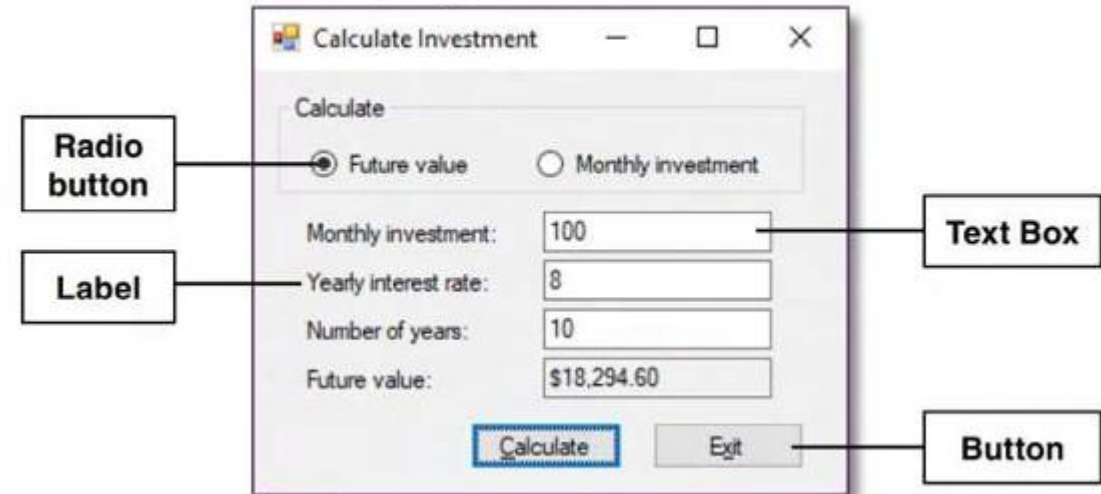 Calculate Investment
Calculate
Radio
button
Future value
Monthly investment
Monthly investment:
100
Text Box
Label
Yearly interest rate:
8
Number of years:
10
Future value:
$18,294.60
Calculate
Exit
Button